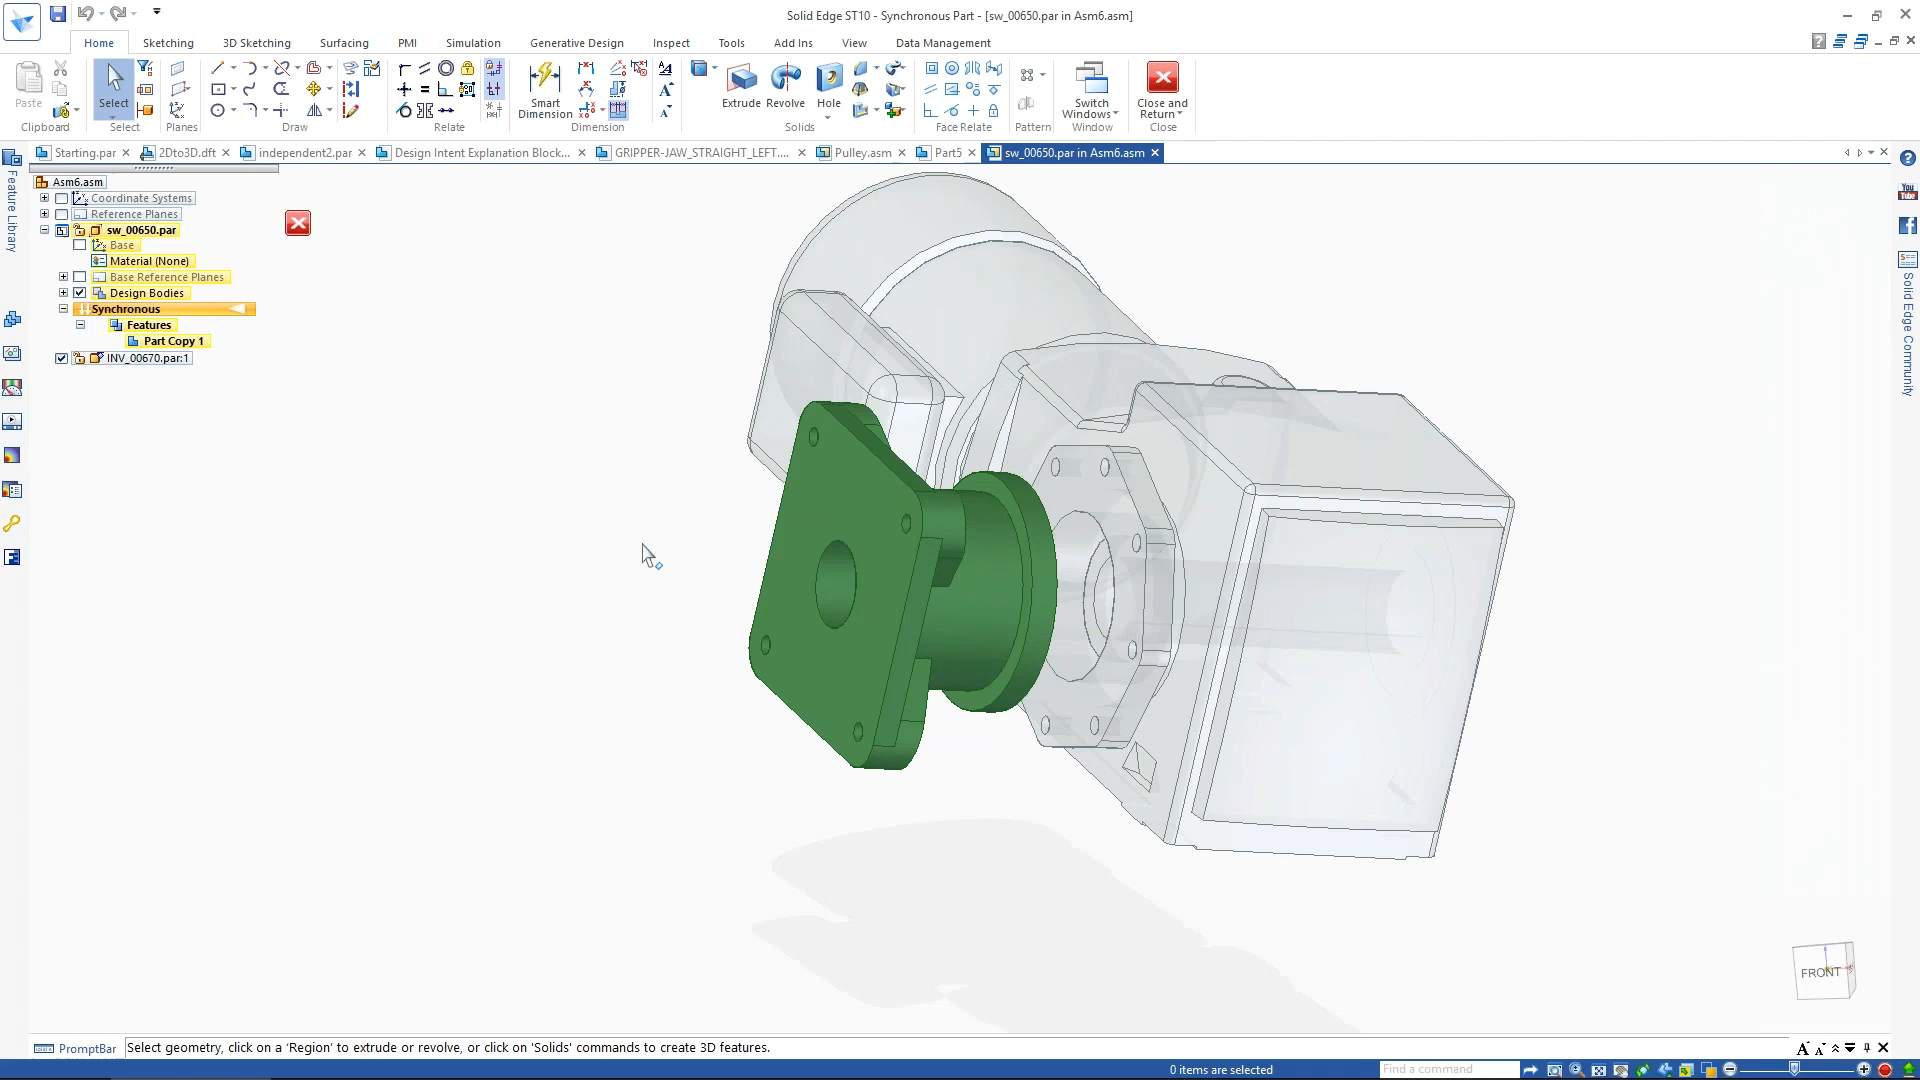 Solid Edge ST10 - Synchronous Part - [sw_00650.par in Asm6.asm]
Home Sketching 3D Sketching Surfacing PMI Simulation Generative Design Inspect Tools Add Ins View Data Management
Paste
Clipboard
Select
Select
Planes
Draw
Relate
Smart Dimension
Dimension
Extrude Revolve Hole
Solids
Face Relate
Pattern
Switch Windows
Window
Close and Return
Close
Starting.par 2Dto3D.dft independent2.par Design Intent Explanation Block... GRIPPER-JAW_STRAIGHT_LEFT.... Pulley.asm Part5 sw_00650.par in Asm6.asm
Feature Library
Asm6.asm
Coordinate Systems
Reference Planes
sw_00650.par
Base
Material (None)
Base Reference Planes
Design Bodies
Synchronous
Features
Part Copy 1
INV_00670.par:1
You Tube
Solid Edge Community
FRONT
PromptBar
Select geometry, click on a 'Region' to extrude or revolve, or click on 'Solids' commands to create 3D features.
0 items are selected
Find a command